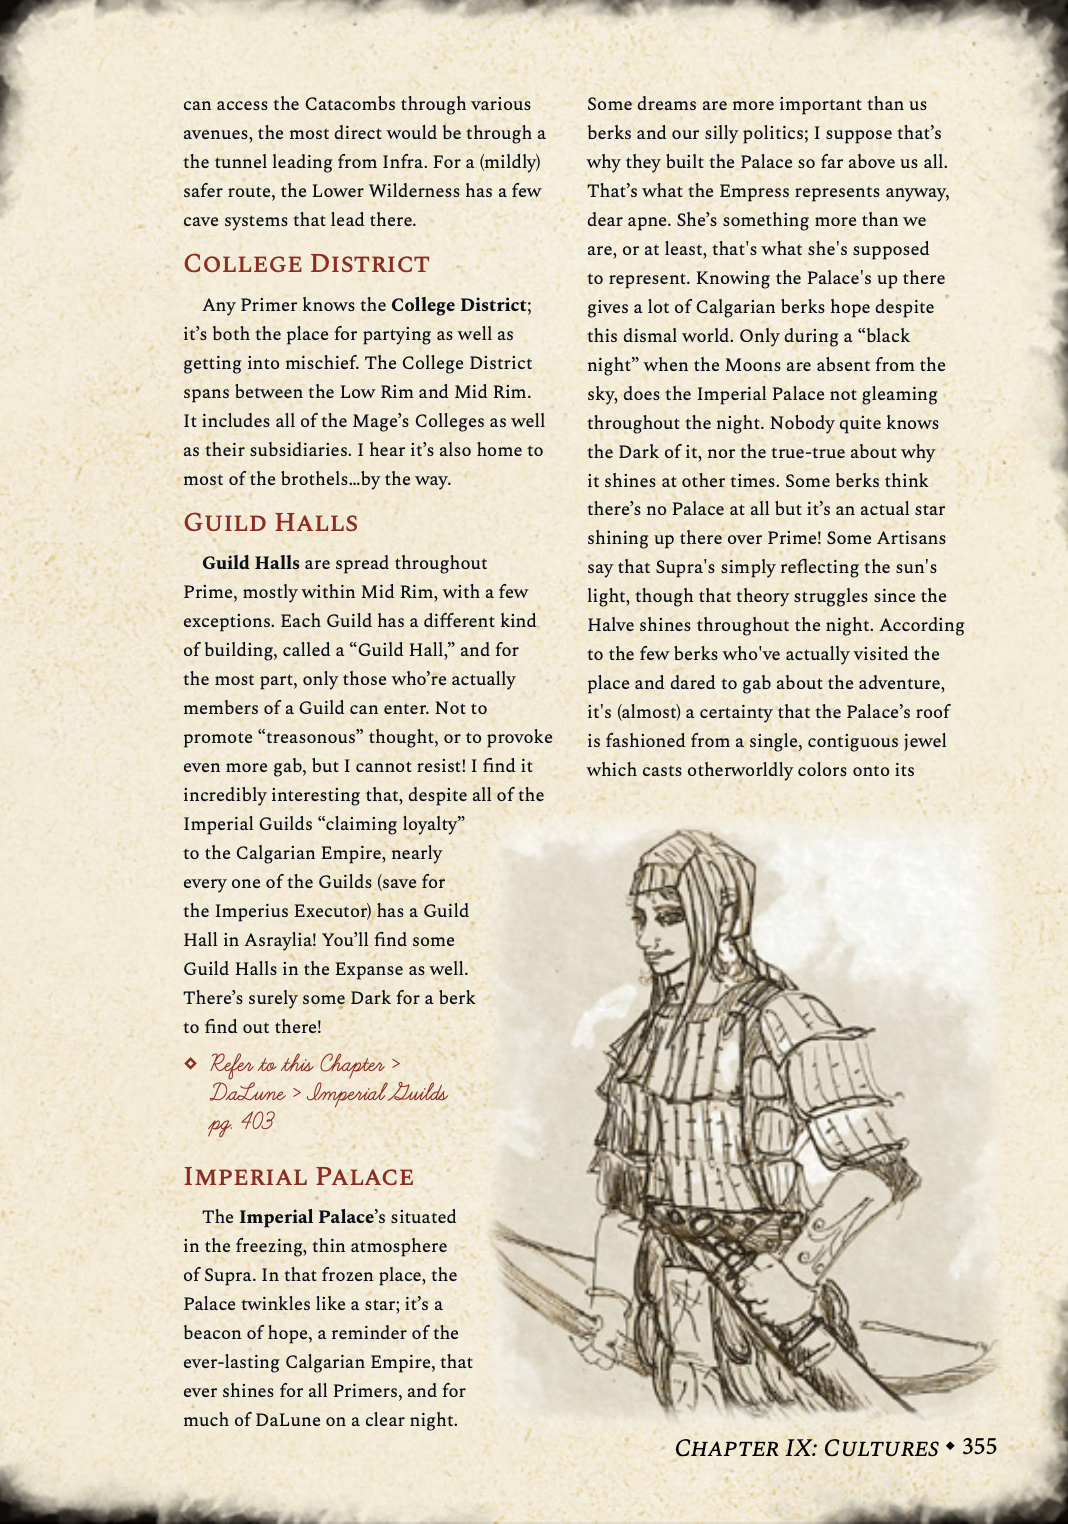 can access the Catacombs through various
avenues, the most direct would be through a
the tunnel leading from Infra. For a (mildly)
safer route, the Lower Wilderness has a few
cave systems that lead there.
College District
Any Primer knows the College District;
it’s both the place for partying as well as
getting into mischief. The College District
spans between the Low Rim and Mid Rim.
It includes all of the Mage’s Colleges as well
as their subsidiaries. I hear it’s also home to
most of the brothels…by the way.
Guild Halls
Guild Halls are spread throughout
Prime, mostly within Mid Rim, with a few
exceptions. Each Guild has a different kind
of building, called a “Guild Hall,” and for
the most part, only those who’re actually
members of a Guild can enter. Not to
promote “treasonous” thought, or to provoke
even more gab, but I cannot resist! I find it
incredibly interesting that, despite all of the
Imperial Guilds “claiming loyalty”
to the Calgarian Empire, nearly
every one of the Guilds (save for
the Imperius Executor) has a Guild
Hall in Asraylia! You’ll find some
Guild Halls in the Expanse as well.
There’s surely some Dark for a berk
to find out there!
Refer to this Chapter >
DaLune > Imperial Guilds
pg. 403
Imperial Palace
The Imperial Palace’s situated
in the freezing, thin atmosphere
of Supra. In that frozen place, the
Palace twinkles like a star; it’s a
beacon of hope, a reminder of the
ever-lasting Calgarian Empire, that
ever shines for all Primers, and for
much of DaLune on a clear night.
Some dreams are more important than us
berks and our silly politics; I suppose that’s
why they built the Palace so far above us all.
That’s what the Empress represents anyway,
dear apne. She’s something more than we
are, or at least, that's what she's supposed
to represent. Knowing the Palace's up there
gives a lot of Calgarian berks hope despite
this dismal world. Only during a “black
night” when the Moons are absent from the
sky, does the Imperial Palace not gleaming
throughout the night. Nobody quite knows
the Dark of it, nor the true-true about why
it shines at other times. Some berks think
there’s no Palace at all but it’s an actual star
shining up there over Prime! Some Artisans
say that Supra's simply reflecting the sun's
light, though that theory struggles since the
Halve shines throughout the night. According
to the few berks who've actually visited the
place and dared to gab about the adventure,
it's (almost) a certainty that the Palace’s roof
is fashioned from a single, contiguous jewel
which casts otherworldly colors onto its
Chapter IX: Cultures ◆ 355